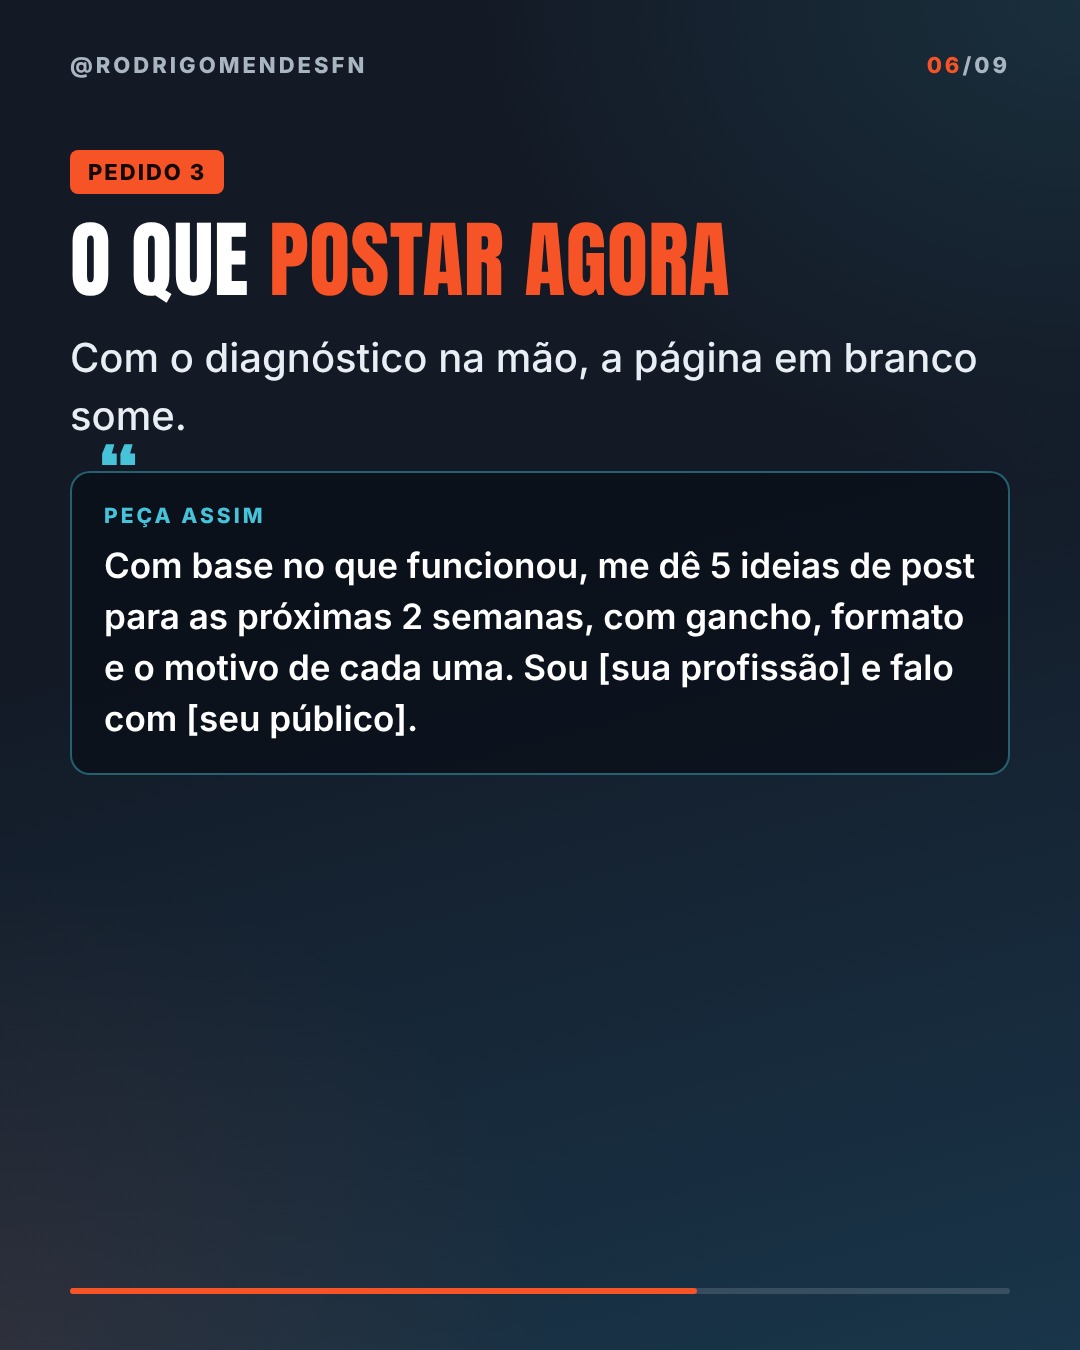 @RODRIGOMENDESFN
06/09
PEDIDO 3
O QUE POSTAR AGORA
Com o diagnóstico na mão, a página em branco
some.
“
PEÇA ASSIM
Com base no que funcionou, me dê 5 ideias de post
para as próximas 2 semanas, com gancho, formato
e o motivo de cada uma. Sou [sua profissão] e falo
com [seu público].